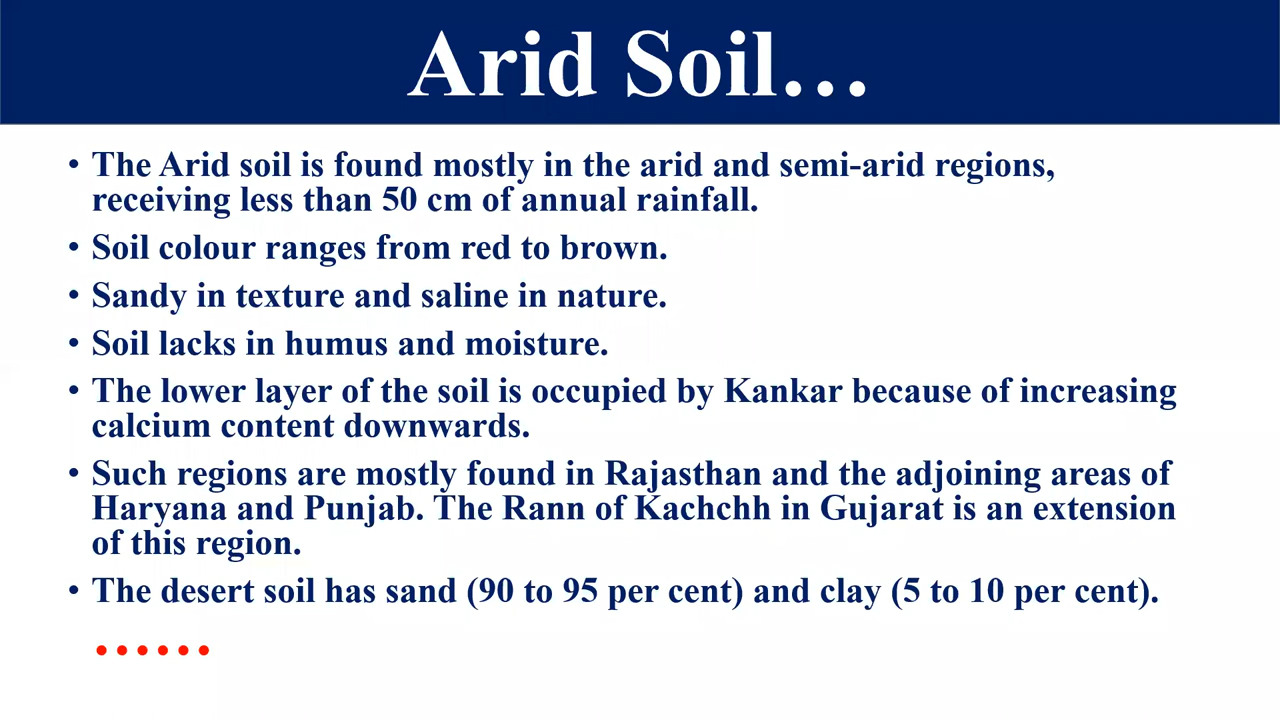 Arid Soil…
• The Arid soil is found mostly in the arid and semi-arid regions,
receiving less than 50 cm of annual rainfall.
• Soil colour ranges from red to brown.
• Sandy in texture and saline in nature.
• Soil lacks in humus and moisture.
• The lower layer of the soil is occupied by Kankar because of increasing
calcium content downwards.
• Such regions are mostly found in Rajasthan and the adjoining areas of
Haryana and Punjab. The Rann of Kachchh in Gujarat is an extension
of this region.
• The desert soil has sand (90 to 95 per cent) and clay (5 to 10 per cent).
……